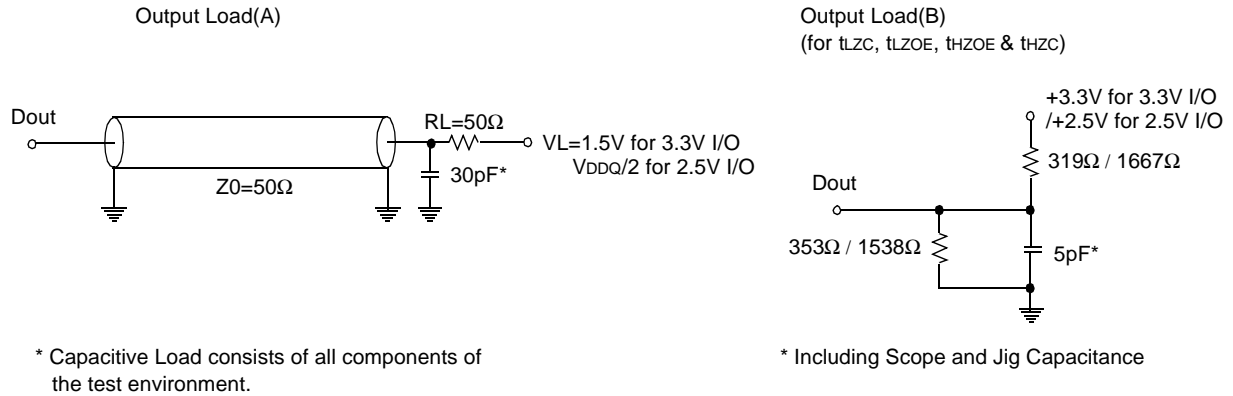 Output Load(A)
Dout
Z0=50Ω
RL=50Ω
30pF*
VL=1.5V for 3.3V I/O
VDDQ/2 for 2.5V I/O
* Capacitive Load consists of all components of
the test environment.
Output Load(B)
(for tLZC, tLZOE, tHZOE & tHZC)
+3.3V for 3.3V I/O
/+2.5V for 2.5V I/O
319Ω / 1667Ω
Dout
353Ω / 1538Ω
5pF*
* Including Scope and Jig Capacitance